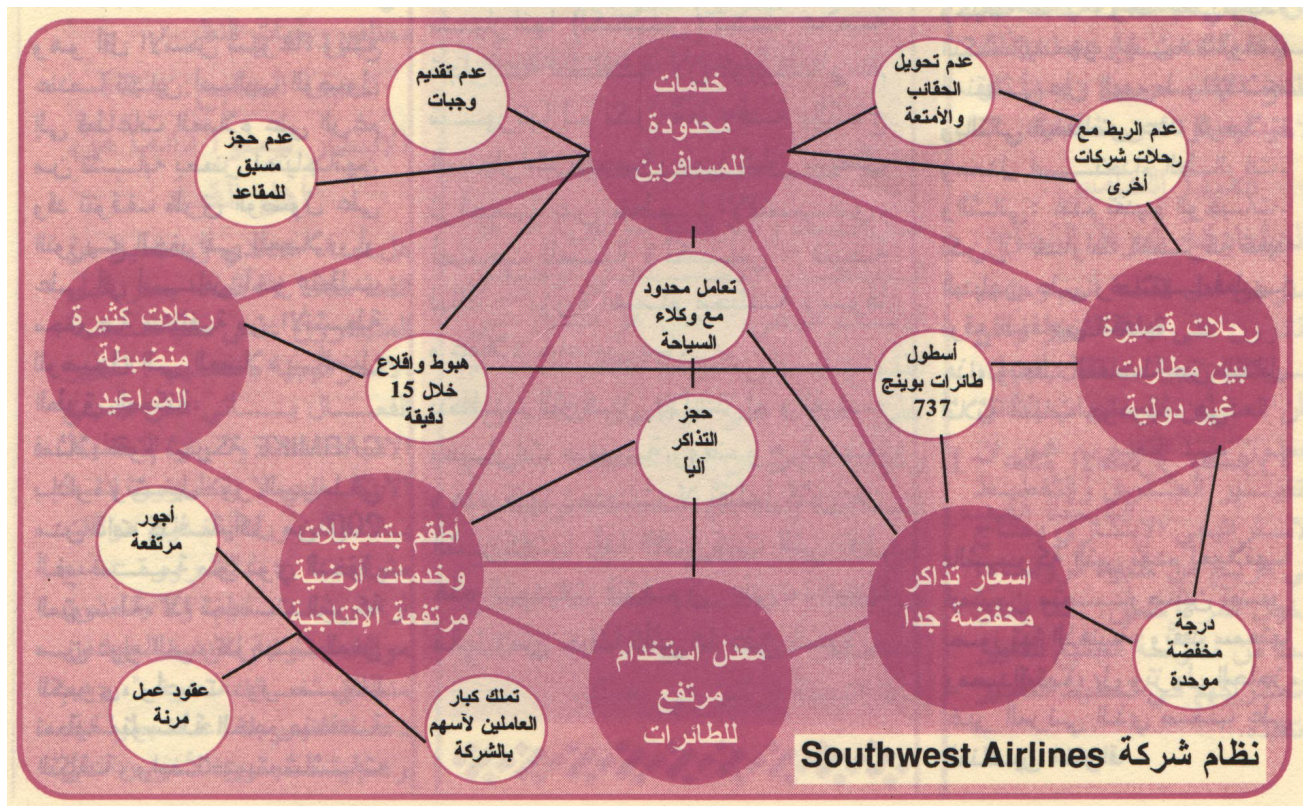 عدم تحويل
الحقائب
والأمتعة
خدمات
محدودة
للمسافرين
عدم تقديم
وجبات
عدم الربط مع
رحلات شركات
أخرى
عدم حجز
مسبق
للمقاعد
رحلات قصيرة
بين مطارات
غير دولية
تعامل محدود
مع وكلاء
السياحة
رحلات كثيرة
منضبطة
المواعيد
أسطول
طائرات بوينج
737
هبوط واقلاع
خلال 15
دقيقة
حجز
التذاكر
آلياً
أسعار تذاكر
مخفضة جداً
أطقم بتسهيلات
وخدمات أرضية
مرتفعة الإنتاجية
أجور
مرتفعة
درجة
مخفضة
موحدة
معدل استخدام
مرتفع
للطائرات
تملك كبار
العاملين لآسهم
بالشركة
عقود عمل
مرنة
نظام شركة Southwest Airlines